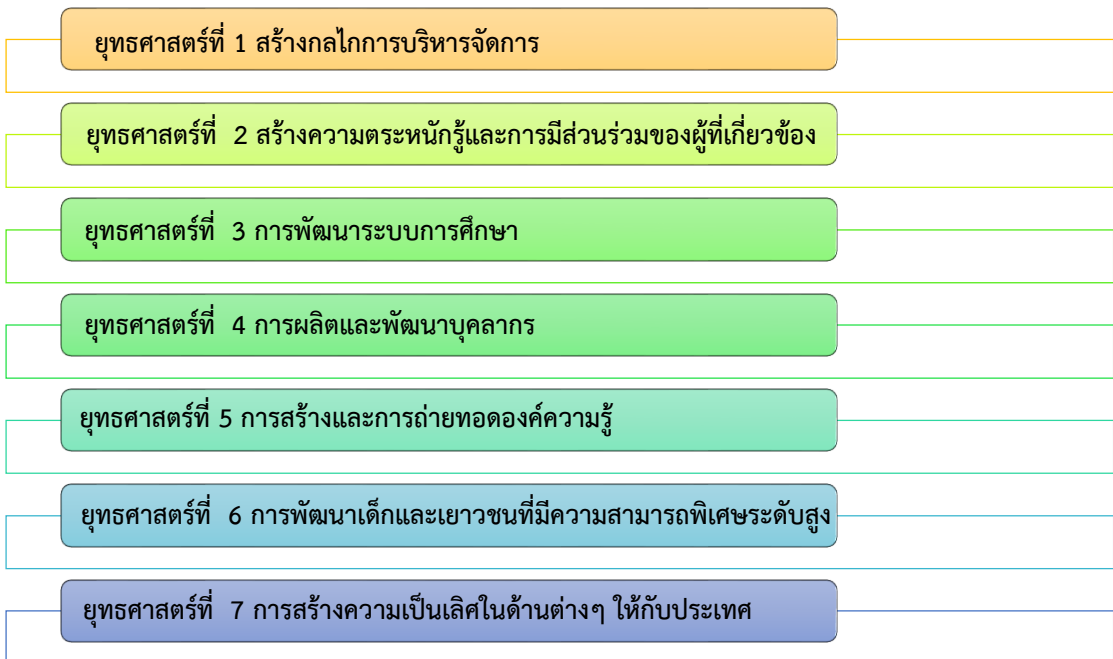 ยุทธศาสตร์ที่ 1 สร้างกลไกการบริหารจัดการ
ยุทธศาสตร์ที่ 2 สร้างความตระหนักรู้และการมีส่วนร่วมของผู้ที่เกี่ยวข้อง
ยุทธศาสตร์ที่ 3 การพัฒนาระบบการศึกษา
ยุทธศาสตร์ที่ 4 การผลิตและพัฒนาบุคลากร
ยุทธศาสตร์ที่ 5 การสร้างและการถ่ายทอดองค์ความรู้
ยุทธศาสตร์ที่ 6 การพัฒนาเด็กและเยาวชนที่มีความสามารถพิเศษระดับสูง
ยุทธศาสตร์ที่ 7 การสร้างความเป็นเลิศในด้านต่างๆ ให้กับประเทศ